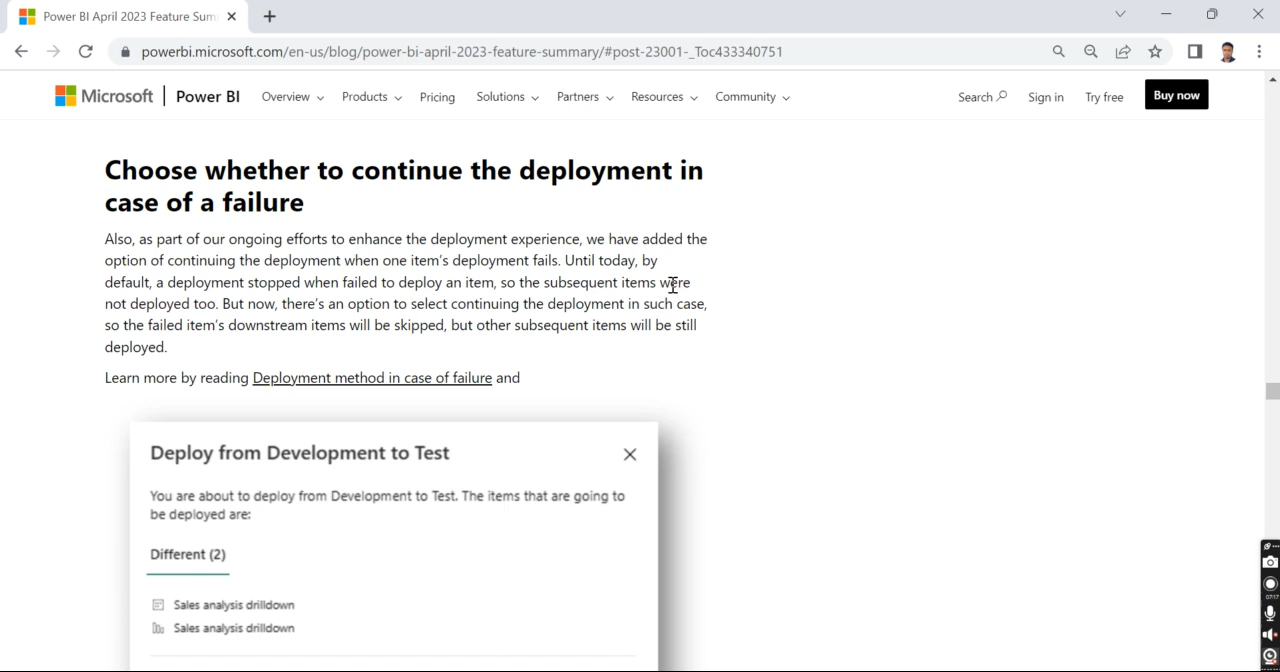 Power BI April 2023 Feature Sum
powerbi.microsoft.com/en-us/blog/power-bi-april-2023-feature-summary/#post-23001-_Toc433340751
Microsoft Power BI Overview Products Pricing Solutions Partners Resources Community Search Sign in Try free Buy now
Choose whether to continue the deployment in
case of a failure
Also, as part of our ongoing efforts to enhance the deployment experience, we have added the
option of continuing the deployment when one item's deployment fails. Until today, by
default, a deployment stopped when failed to deploy an item, so the subsequent items were
not deployed too. But now, there's an option to select continuing the deployment in such case,
so the failed item's downstream items will be skipped, but other subsequent items will be still
deployed.
Learn more by reading Deployment method in case of failure and
Deploy from Development to Test
You are about to deploy from Development to Test. The items that are going to
be deployed are:
Different (2)
Sales analysis drilldown
Sales analysis drilldown
07:17